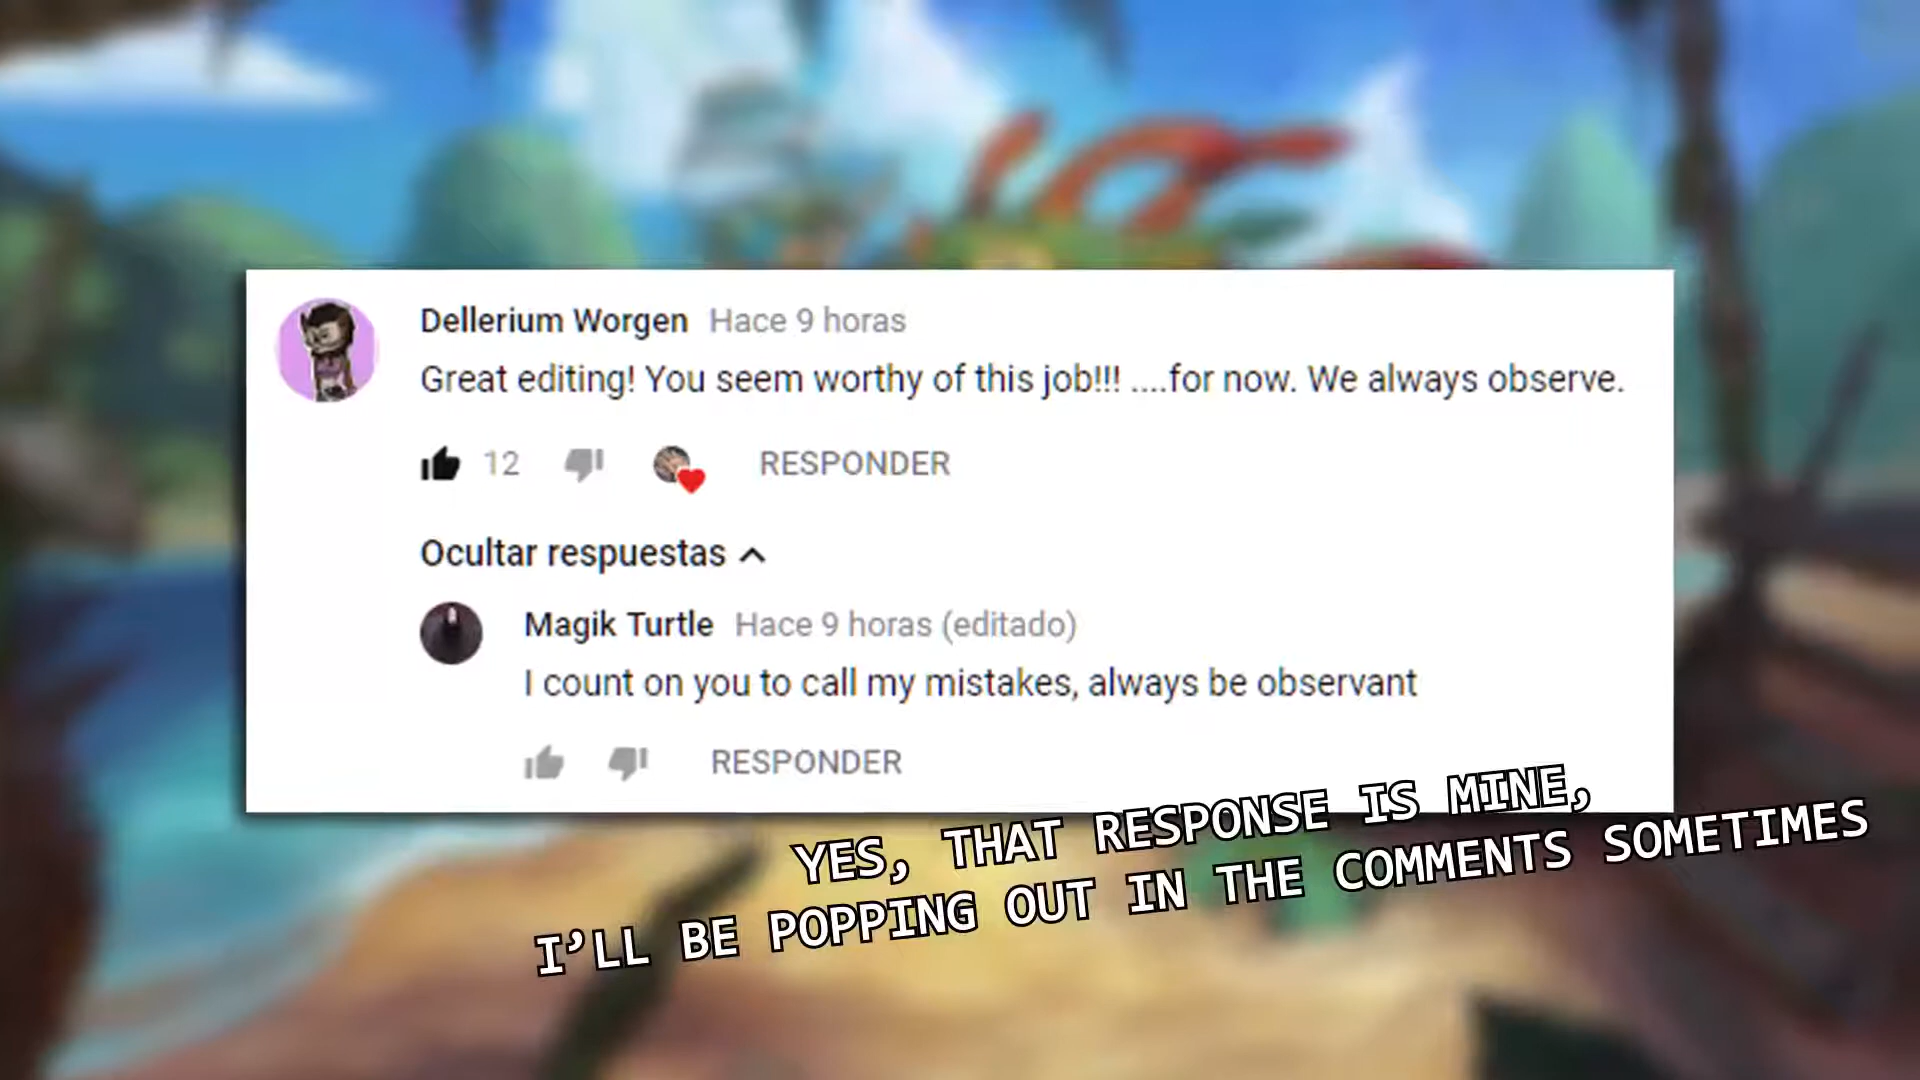 Dellerium Worgen Hace 9 horas
Great editing! You seem worthy of this job!!! ....for now. We always observe.
12 RESPONDER
Ocultar respuestas
Magik Turtle Hace 9 horas (editado)
I count on you to call my mistakes, always be observant
RESPONDER
YES, THAT RESPONSE IS MINE,
I'LL BE POPPING OUT IN THE COMMENTS SOMETIMES